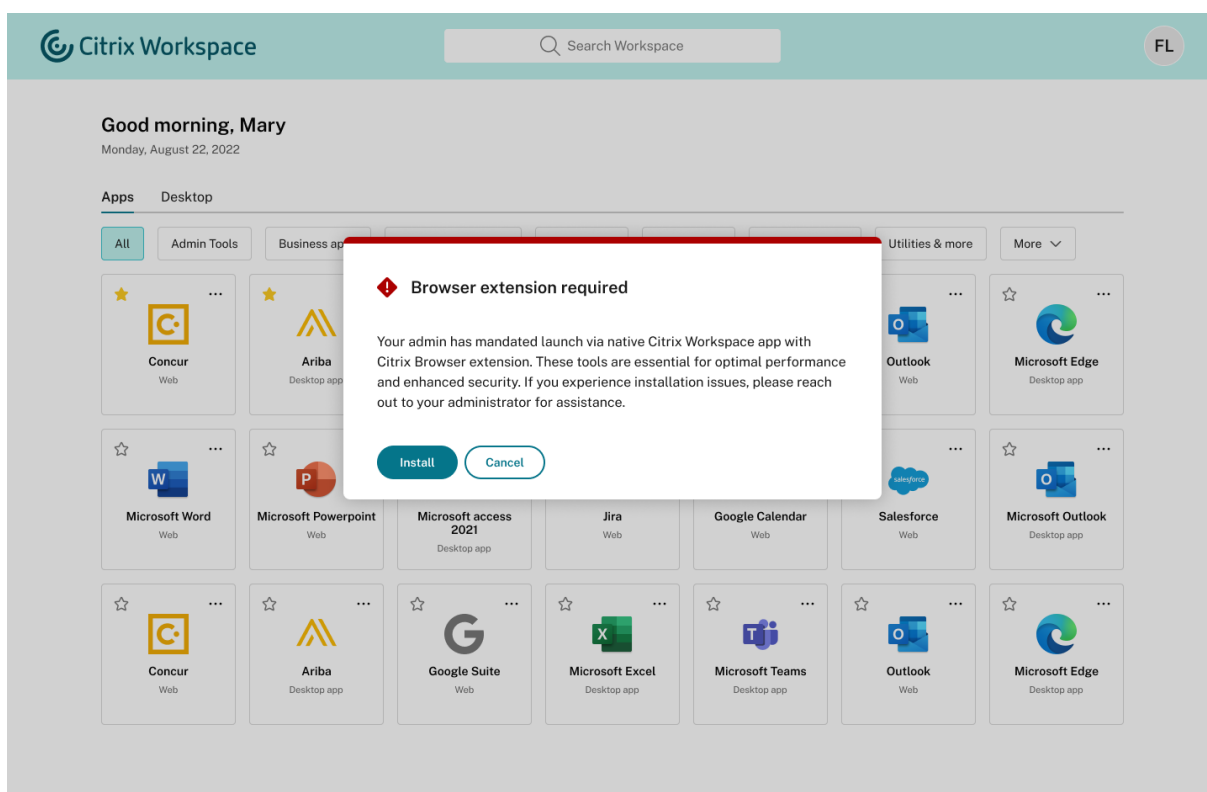 Citrix Workspace
Search Workspace
FL
Good morning, Mary
Monday, August 22, 2022
Apps
Desktop
All
Admin Tools
Business ap
Utilities & more
More
Browser extension required
Your admin has mandated launch via native Citrix Workspace app with
Citrix Browser extension. These tools are essential for optimal performance
and enhanced security. If you experience installation issues, please reach
out to your administrator for assistance.
Install
Cancel
Concur
Web
Ariba
Desktop app
Outlook
Web
Microsoft Edge
Desktop app
Microsoft Word
Web
Microsoft Powerpoint
Web
Microsoft access
2021
Desktop app
Jira
Web
Google Calendar
Web
salesforce
Salesforce
Web
Microsoft Outlook
Desktop app
Concur
Web
Ariba
Desktop app
Google Suite
Web
Microsoft Excel
Desktop app
Microsoft Teams
Desktop app
Outlook
Web
Microsoft Edge
Desktop app